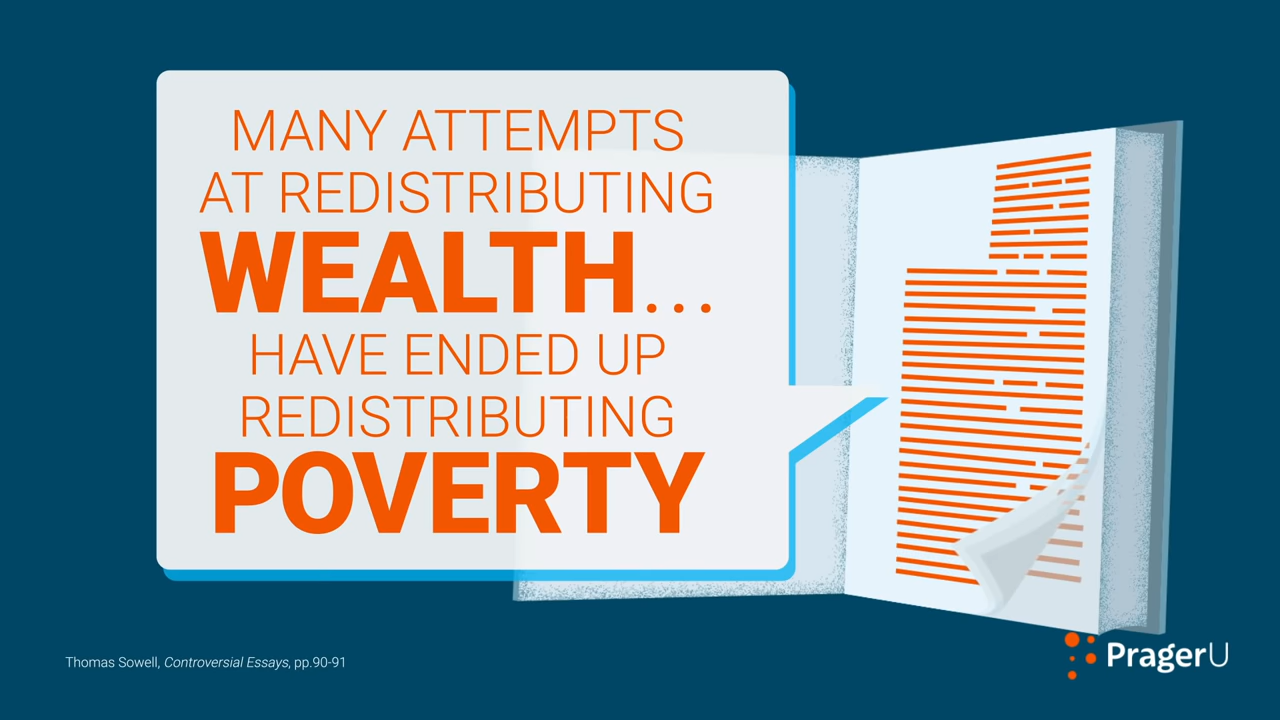 MANY ATTEMPTS
AT REDISTRIBUTING
WEALTH...
HAVE ENDED UP
REDISTRIBUTING
POVERTY
Thomas Sowell, Controversial Essays, pp.90-91
PragerU